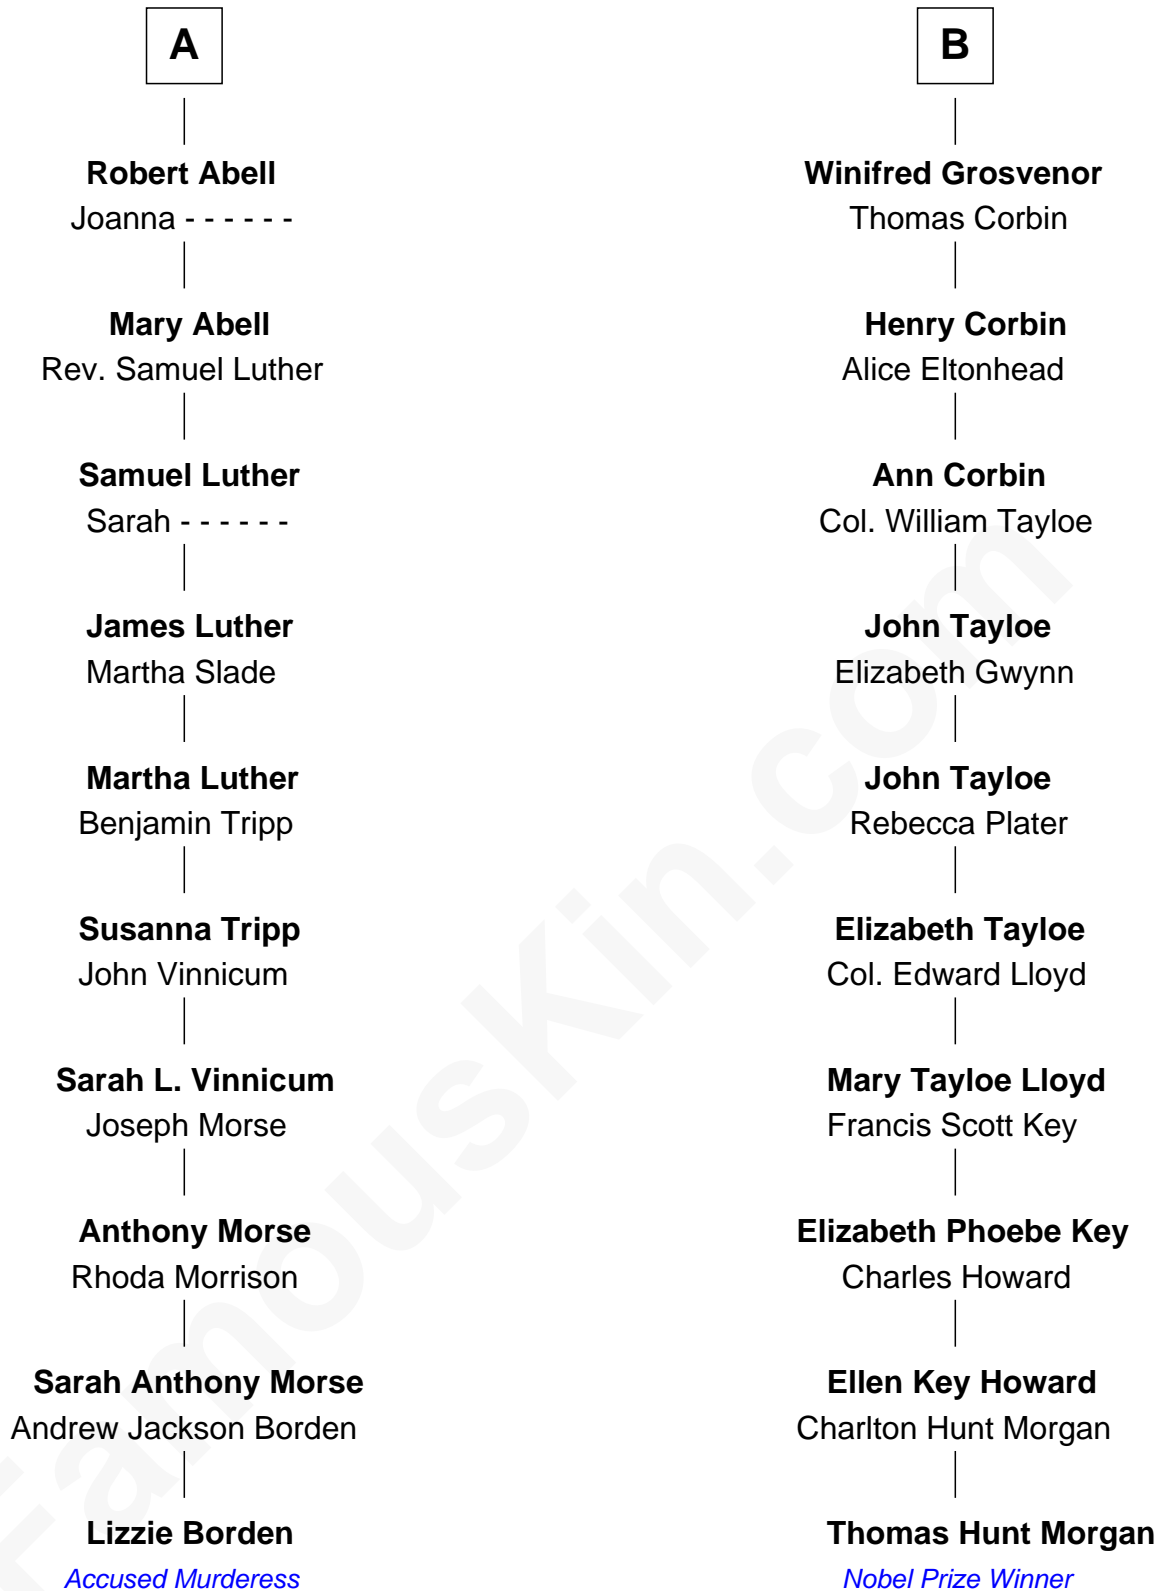 A
Robert Abell
Joanna - - - - - -
Mary Abell
Rev. Samuel Luther
Samuel Luther
Sarah - - - - - -
James Luther
Martha Slade
Martha Luther
Benjamin Tripp
Susanna Tripp
John Vinnicum
Sarah L. Vinnicum
Joseph Morse
Anthony Morse
Rhoda Morrison
Sarah Anthony Morse
Andrew Jackson Borden
Lizzie Borden
Accused Murderess
B
Winifred Grosvenor
Thomas Corbin
Henry Corbin
Alice Eltonhead
Ann Corbin
Col. William Tayloe
John Tayloe
Elizabeth Gwynn
John Tayloe
Rebecca Plater
Elizabeth Tayloe
Col. Edward Lloyd
Mary Tayloe Lloyd
Francis Scott Key
Elizabeth Phoebe Key
Charles Howard
Ellen Key Howard
Charlton Hunt Morgan
Thomas Hunt Morgan
Nobel Prize Winner
FamousKin.com